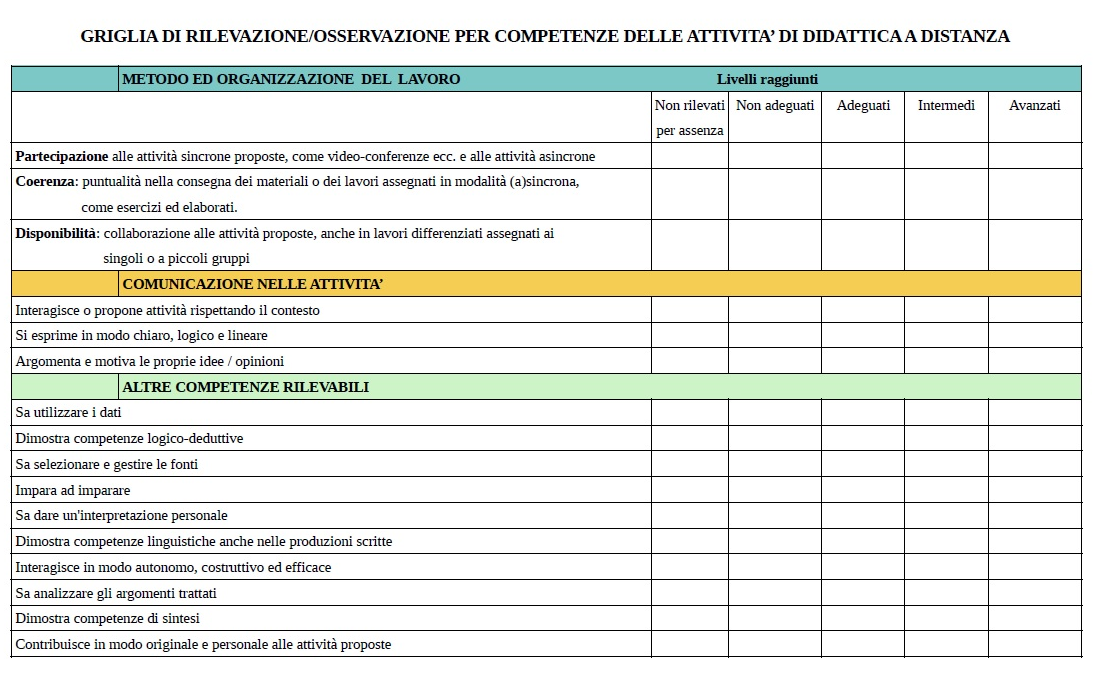 GRIGLIA DI RILEVAZIONE/OSSERVAZIONE PER COMPETENZE DELLE ATTIVITA’ DI DIDATTICA A DISTANZA
METODO ED ORGANIZZAZIONE DEL LAVORO Livelli raggiunti
Non rilevati Non adeguati Adeguati Intermedi Avanzati
per assenza
Partecipazione alle attività sincrone proposte, come video-conferenze ecc. e alle attività asincrone
Coerenza: puntualità nella consegna dei materiali o dei lavori assegnati in modalità (a)sincrona,
come esercizi ed elaborati.
Disponibilità: collaborazione alle attività proposte, anche in lavori differenziati assegnati ai
singoli o a piccoli gruppi
COMUNICAZIONE NELLE ATTIVITA’
Interagisce o propone attività rispettando il contesto
Si esprime in modo chiaro, logico e lineare
Argomenta e motiva le proprie idee / opinioni
ALTRE COMPETENZE RILEVABILI
Sa utilizzare i dati
Dimostra competenze logico-deduttive
Sa selezionare e gestire le fonti
Impara ad imparare
Sa dare un'interpretazione personale
Dimostra competenze linguistiche anche nelle produzioni scritte
Interagisce in modo autonomo, costruttivo ed efficace
Sa analizzare gli argomenti trattati
Dimostra competenze di sintesi
Contribuisce in modo originale e personale alle attività proposte